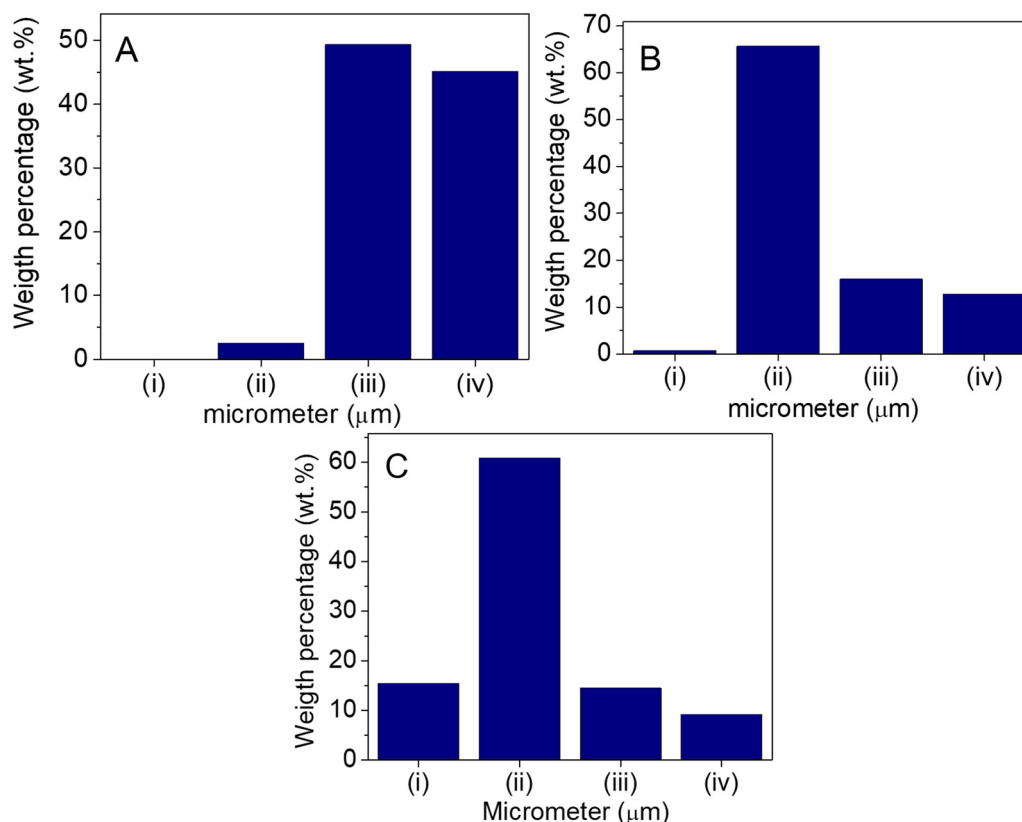 A
Weigth percentage (wt.%)
50
40
30
20
10
0
(i) (ii) (iii) (iv)
micrometer (μm)
B
Weigth percentage (wt.%)
70
60
50
40
30
20
10
0
(i) (ii) (iii) (iv)
micrometer (μm)
C
Weigth percentage (wt.%)
60
50
40
30
20
10
0
(i) (ii) (iii) (iv)
Micrometer (μm)